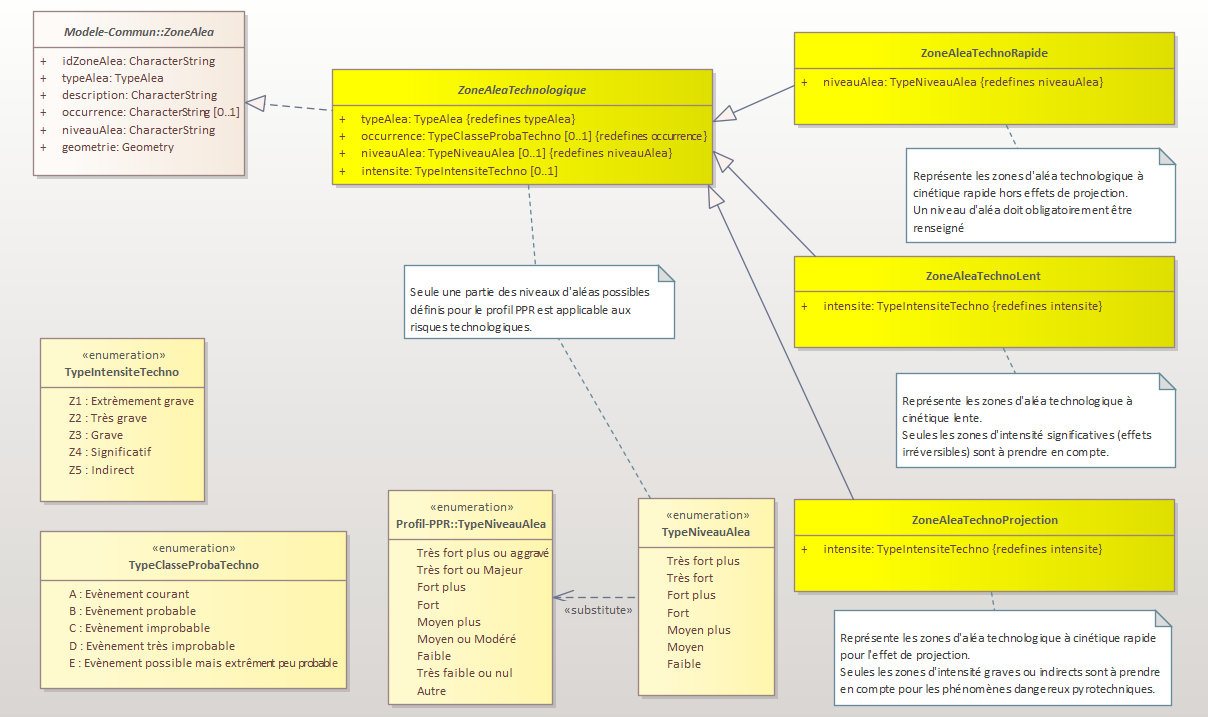 Modele-Commun::ZoneAlea
+ idZoneAlea: CharacterString
+ typeAlea: TypeAlea
+ description: CharacterString
+ occurrence: CharacterString [0..1]
+ niveauAlea: CharacterString
+ geometrie: Geometry
ZoneAleaTechnologique
+ typeAlea: TypeAlea {redefines typeAlea}
+ occurrence: TypeClasseProbaTechno [0..1] {redefines occurrence}
+ niveauAlea: TypeNiveauAlea [0..1] {redefines niveauAlea}
+ intensite: TypeIntensiteTechno [0..1]
ZoneAleaTechnoRapide
+ niveauAlea: TypeNiveauAlea {redefines niveauAlea}
Représente les zones d'aléa technologique à
cinétique rapide hors effets de projection.
Un niveau d'aléa doit obligatoirement être
renseigné
ZoneAleaTechnoLent
+ intensite: TypeIntensiteTechno {redefines intensite}
Seule une partie des niveaux d'aléas possibles
définis pour le profil PPR est applicable aux
risques technologiques.
Représente les zones d'aléa technologique à
cinétique lente.
Seules les zones d'intensité significatives (effets
irréversibles) sont à prendre en compte.
«enumeration»
TypeIntensiteTechno
Z1 : Extrèmement grave
Z2 : Très grave
Z3 : Grave
Z4 : Significatif
Z5 : Indirect
«enumeration»
TypeClasseProbaTechno
A : Evènement courant
B : Evènement probable
C : Evènement improbable
D : Evènement très improbable
E : Evènement possible mais extrêment peu probable
«enumeration»
Profil-PPR::TypeNiveauAlea
Très fort plus ou aggravé
Très fort ou Majeur
Fort plus
Fort
Moyen plus
Moyen ou Modéré
Faible
Très faible ou nul
Autre
«substitute»
«enumeration»
TypeNiveauAlea
Très fort plus
Très fort
Fort plus
Fort
Moyen plus
Moyen
Faible
ZoneAleaTechnoProjection
+ intensite: TypeIntensiteTechno {redefines intensite}
Représente les zones d'aléa technologique à cinétique rapide
pour l'effet de projection.
Seules les zones d'intensité graves ou indirects sont à prendre
en compte pour les phénomènes dangereux pyrotechniques.